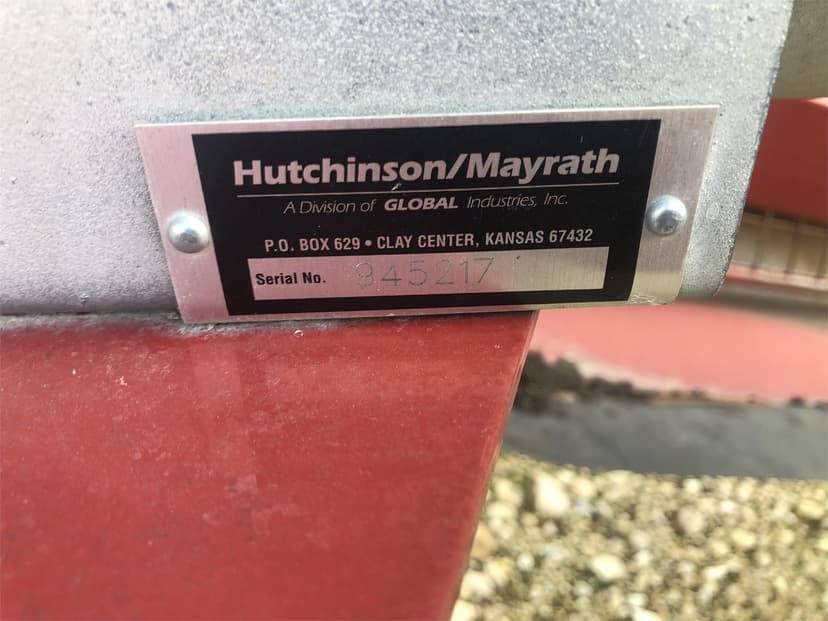 Hutchinson/Mayrath
A Division of GLOBAL Industries, Inc.
P.O. BOX 629 • CLAY CENTER, KANSAS 67432
Serial No. 945217